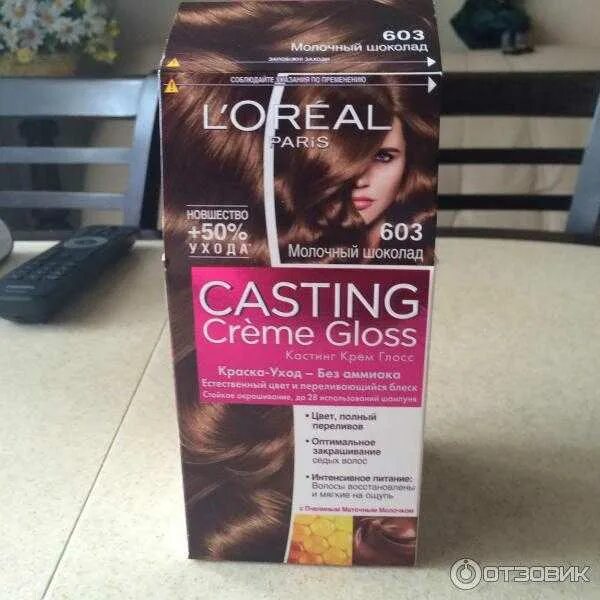 603
Молочный шоколад
СОБЛЮДАЙТЕ УКАЗАНИЯ ПО ПРИМЕНЕНИЮ
L'ORÉAL
PARiS
НОВШЕСТВО
+50%
УХОДА*
603
Молочный шоколад
CASTING
Crème Gloss
Кастинг Крем Глосс
Краска-Уход – Без аммиака
Естественный цвет и переливающийся блеск
Стойкое окрашивание, до 28 использований шампуня
• Цвет, полный
переливов
• Оптимальное
закрашивание
седых волос
• Интенсивное питание:
Волосы восстановлены
и мягкие на ощупь
с Пчелиным Маточным Молочком
ОТЗОВИК